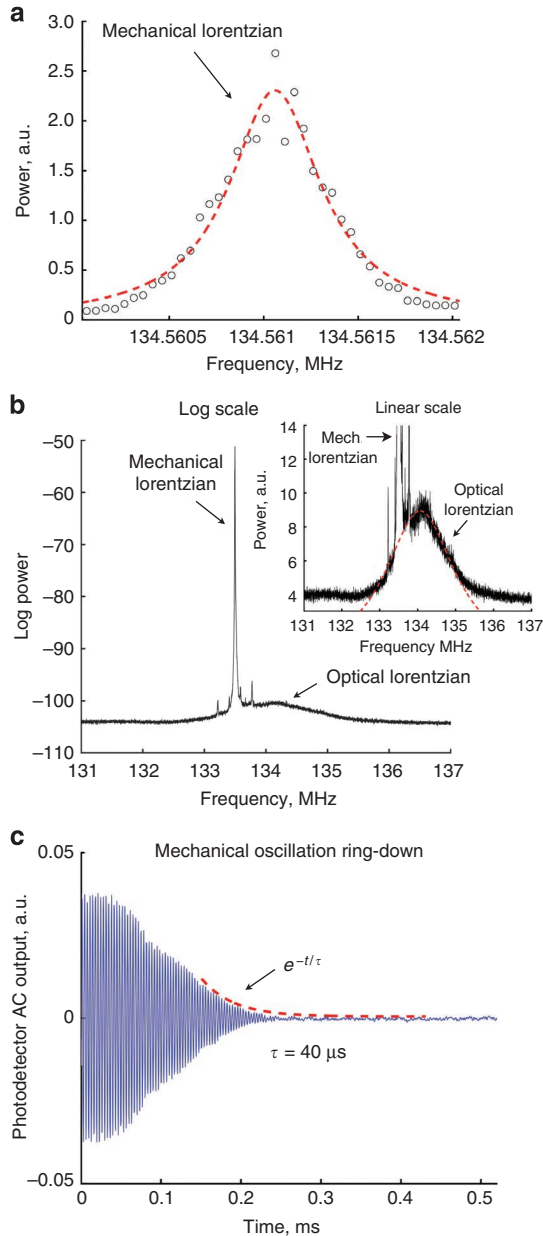 a
Mechanical lorentzian
3.0
2.5
2.0
1.5
1.0
0.5
0
Power, a.u.
134.5605 134.561 134.5615 134.562
Frequency, MHz
b
Log scale
Mechanical
lorentzian
–50
–60
–70
–80
–90
–100
–110
Log power
Optical lorentzian
131 132 133 134 135 136 137
Frequency, MHz
Linear scale
Mech
lorentzian
Optical
lorentzian
14
12
10
8
6
4
Power, a.u.
131 132 133 134 135 136 137
Frequency MHz
c
Mechanical oscillation ring-down
0.05
0
–0.05
Photodetector AC output, a.u.
e–t/τ
τ = 40 μs
0 0.1 0.2 0.3 0.4 0.5
Time, ms